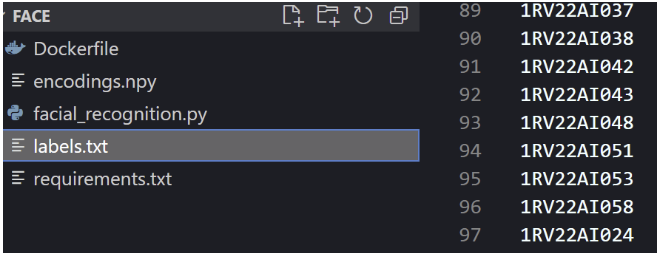 FACE
Dockerfile
encodings.npy
facial_recognition.py
labels.txt
requirements.txt
89 1RV22AI037
90 1RV22AI038
91 1RV22AI042
92 1RV22AI043
93 1RV22AI048
94 1RV22AI051
95 1RV22AI053
96 1RV22AI058
97 1RV22AI024